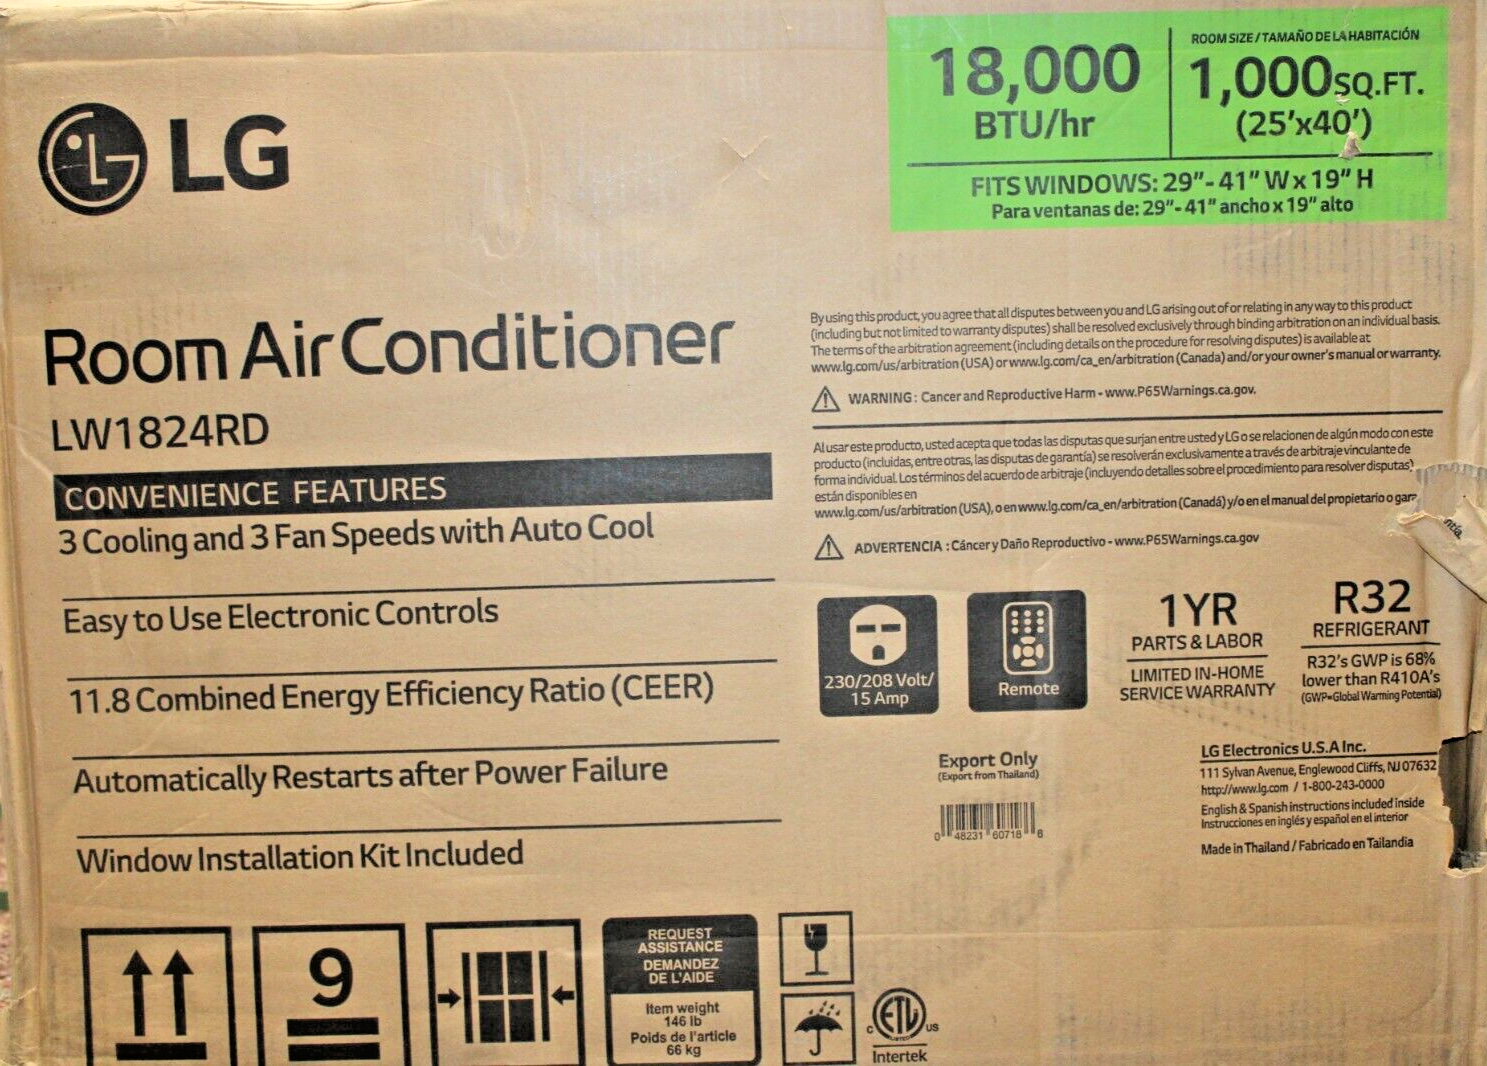 LG
18,000
BTU/hr
ROOM SIZE / TAMAÑO DE LA HABITACIÓN
1,000 SQ.FT.
(25'x40')
FITS WINDOWS: 29"- 41" W x 19" H
Para ventanas de: 29"- 41" ancho x 19" alto
Room Air Conditioner
LW1824RD
CONVENIENCE FEATURES
3 Cooling and 3 Fan Speeds with Auto Cool
Easy to Use Electronic Controls
11.8 Combined Energy Efficiency Ratio (CEER)
Automatically Restarts after Power Failure
Window Installation Kit Included
By using this product, you agree that all disputes between you and LG arising out of or relating in any way to this product
(including but not limited to warranty disputes) shall be resolved exclusively through binding arbitration on an individual basis.
The terms of the arbitration agreement (including details on the procedure for resolving disputes) is available at
www.lg.com/us/arbitration (USA) or www.lg.com/ca_en/arbitration (Canada) and/or your owner's manual or warranty.
WARNING: Cancer and Reproductive Harm - www.P65Warnings.ca.gov.
Al usar este producto, usted acepta que todas las disputas que surjan entre usted y LG o se relacionen de algún modo con este
producto (incluidas, entre otras, las disputas de garantía) se resolverán exclusivamente a través de arbitraje vinculante de
forma individual. Los términos del acuerdo de arbitraje (incluyendo detalles sobre el procedimiento para resolver disputas)
están disponibles en
www.lg.com/us/arbitration (USA), o en www.lg.com/ca_en/arbitration (Canadá) y/o en el manual del propietario o garantía.
ADVERTENCIA : Cáncer y Daño Reproductivo - www.P65Warnings.ca.gov
230/208 Volt/
15 Amp
Remote
1YR
PARTS & LABOR
LIMITED IN-HOME
SERVICE WARRANTY
R32
REFRIGERANT
R32's GWP is 68%
lower than R410A's
(GWP=Global Warming Potential)
Export Only
(Export from Thailand)
0 48231 60718 6
LG Electronics U.S.A Inc.
111 Sylvan Avenue, Englewood Cliffs, NJ 07632
http://www.lg.com / 1-800-243-0000
English & Spanish instructions included inside
Instrucciones en inglés y español en el interior
Made in Thailand / Fabricado en Tailandia
9
REQUEST
ASSISTANCE
DEMANDEZ
DE L'AIDE
Item weight
146 lb
Poids de l'article
66 kg
C ETL US
LISTED
Intertek